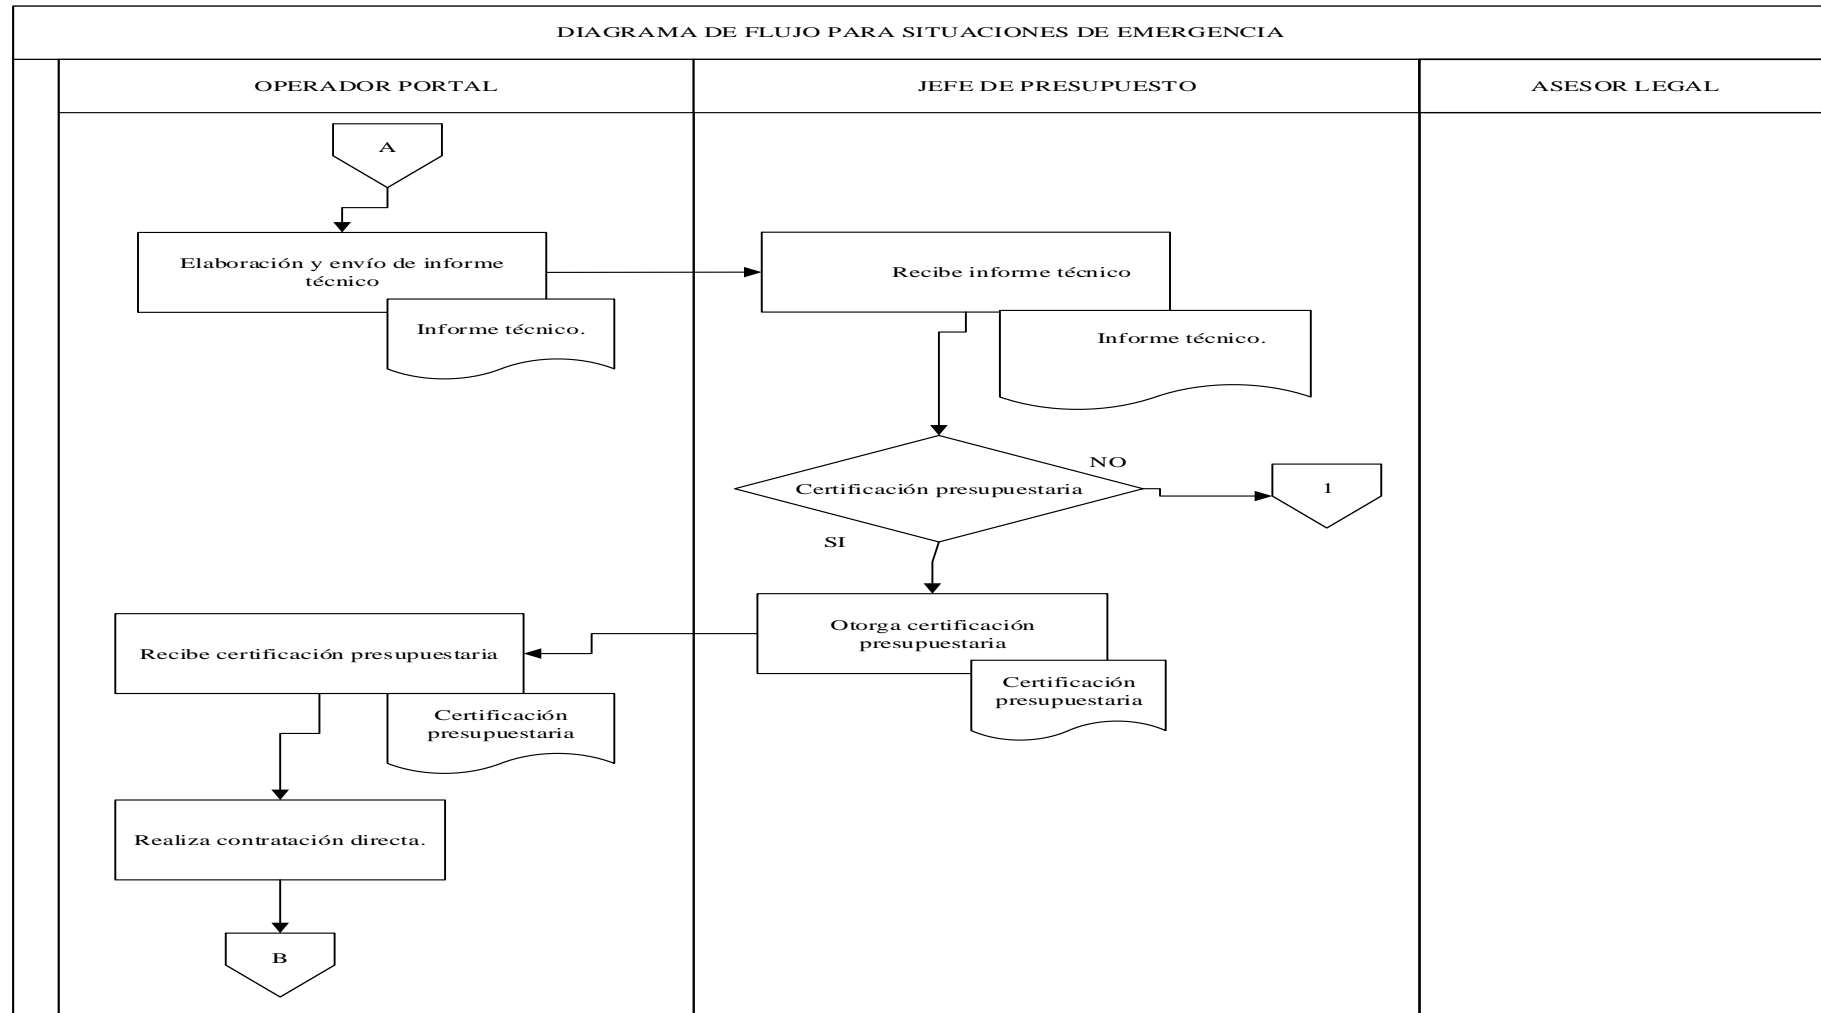 DIAGRAMA DE FLUJO PARA SITUACIONES DE EMERGENCIA
OPERADOR PORTAL
JEFE DE PRESUPUESTO
ASESOR LEGAL
A
Elaboración y envío de informe
técnico
Informe técnico.
Recibe informe técnico
Informe técnico.
Certificación presupuestaria
NO
1
SI
Otorga certificación
presupuestaria
Certificación
presupuestaria
Recibe certificación presupuestaria
Certificación
presupuestaria
Realiza contratación directa.
B